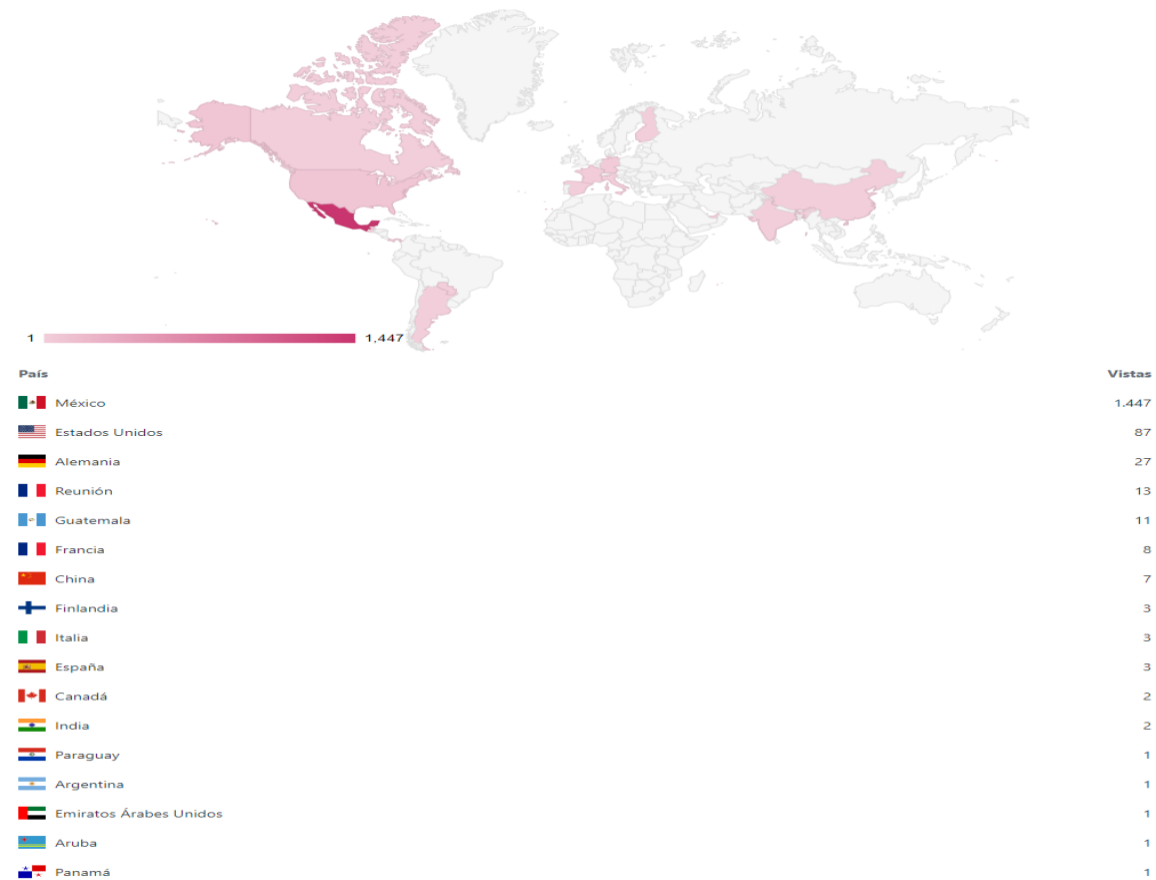 1 1,447
País Vistas
México 1.447
Estados Unidos 87
Alemania 27
Reunión 13
Guatemala 11
Francia 8
China 7
Finlandia 3
Italia 3
España 3
Canadá 2
India 2
Paraguay 1
Argentina 1
Emiratos Árabes Unidos 1
Aruba 1
Panamá 1